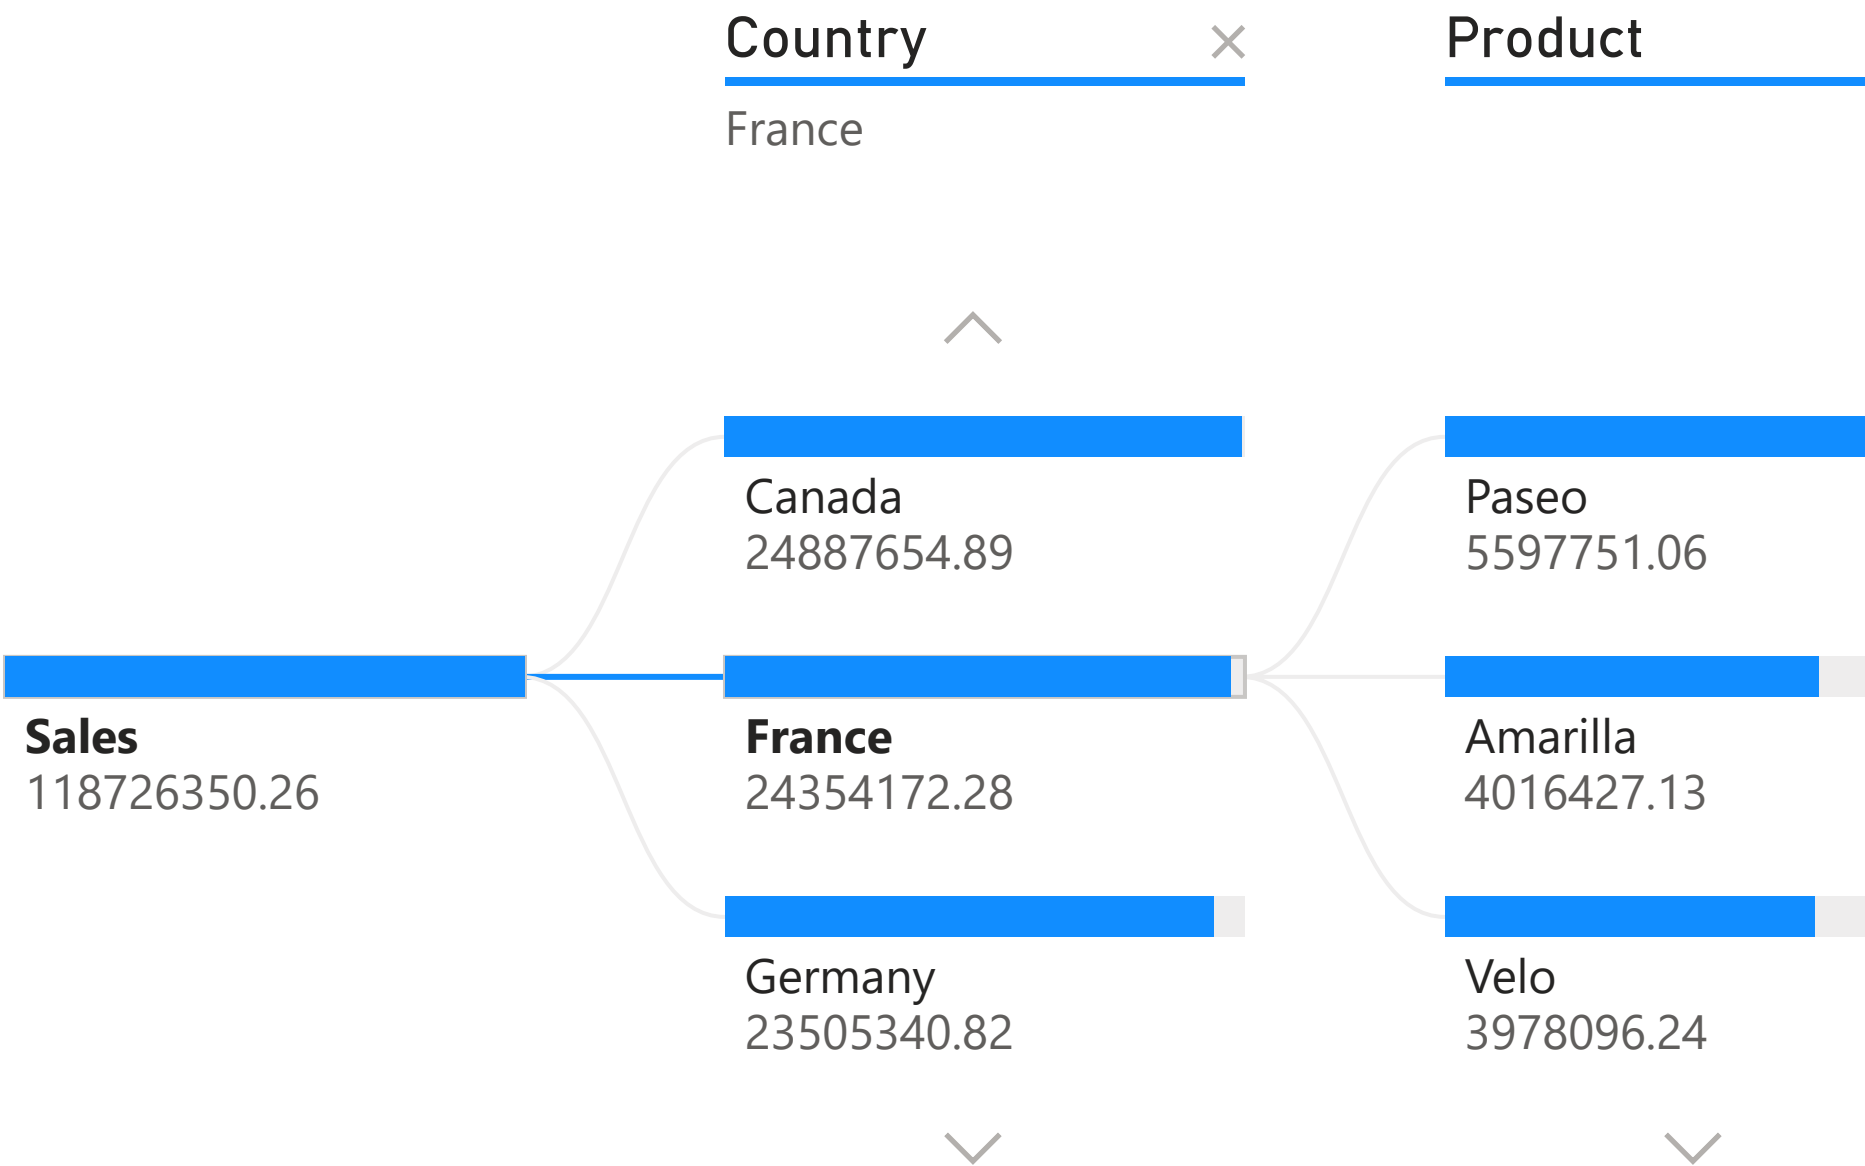 Country
Product
France
Canada
24887654.89
Paseo
5597751.06
Sales
118726350.26
France
24354172.28
Amarilla
4016427.13
Germany
23505340.82
Velo
3978096.24